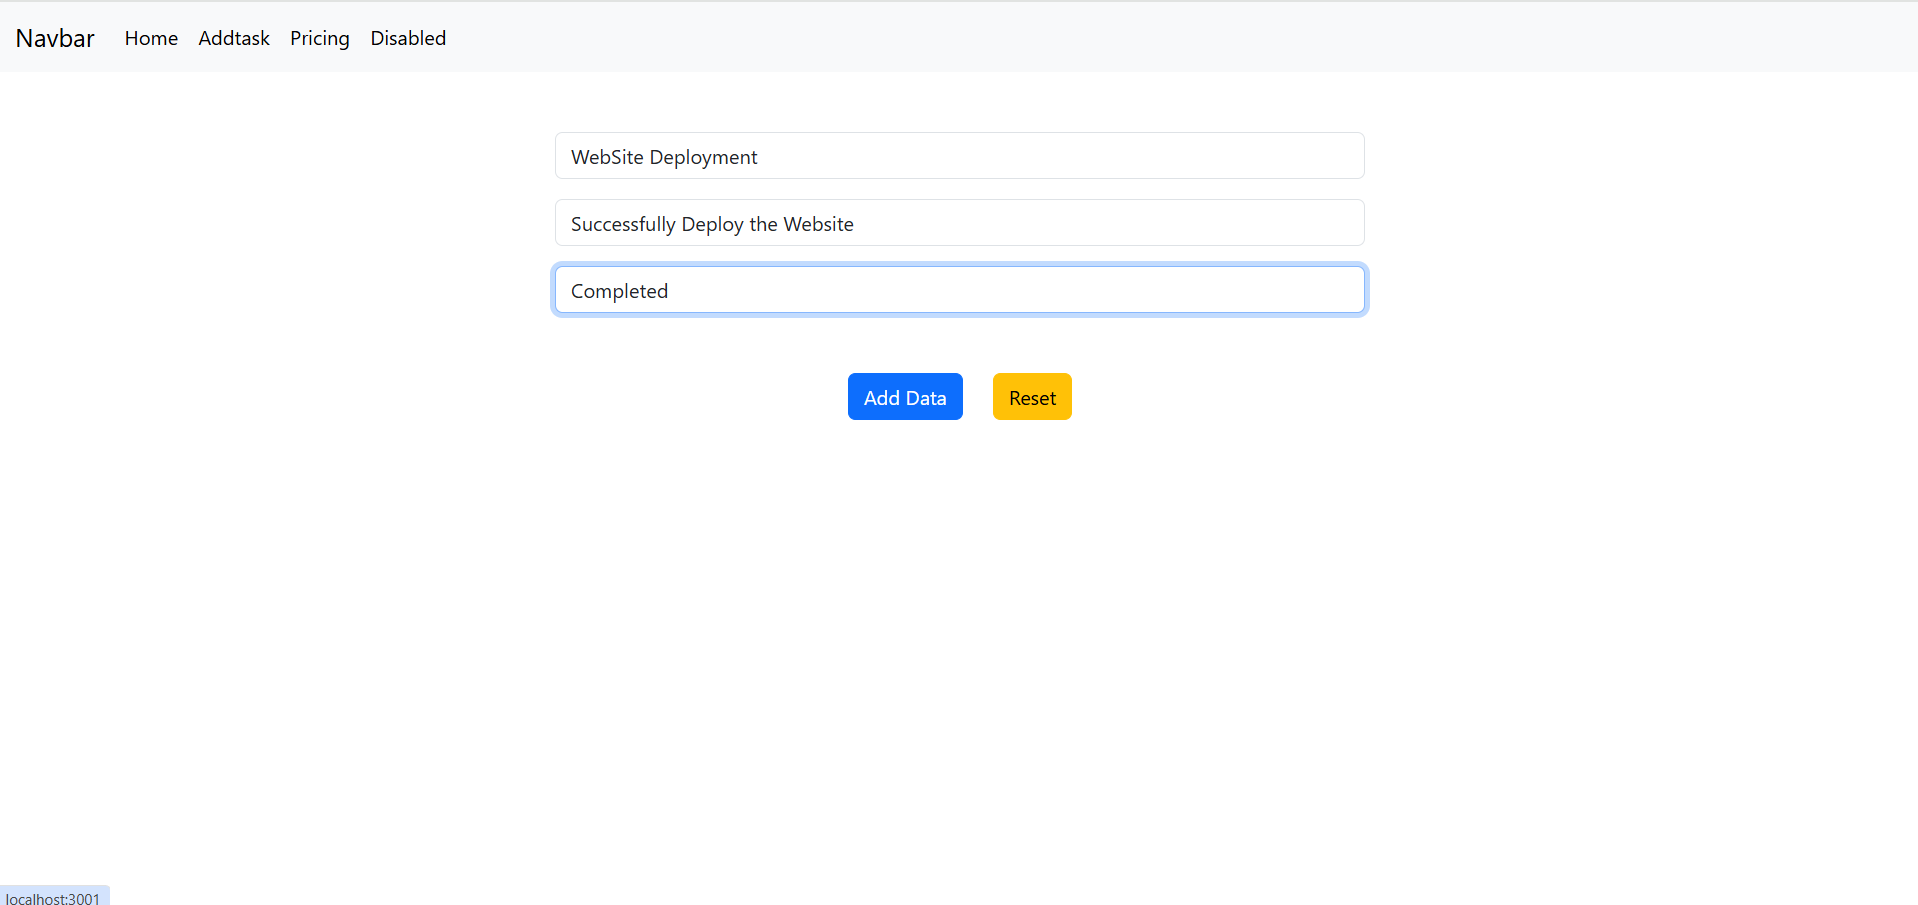 Navbar Home Addtask Pricing Disabled
WebSite Deployment
Successfully Deploy the Website
Completed
Add Data Reset
localhost:3001